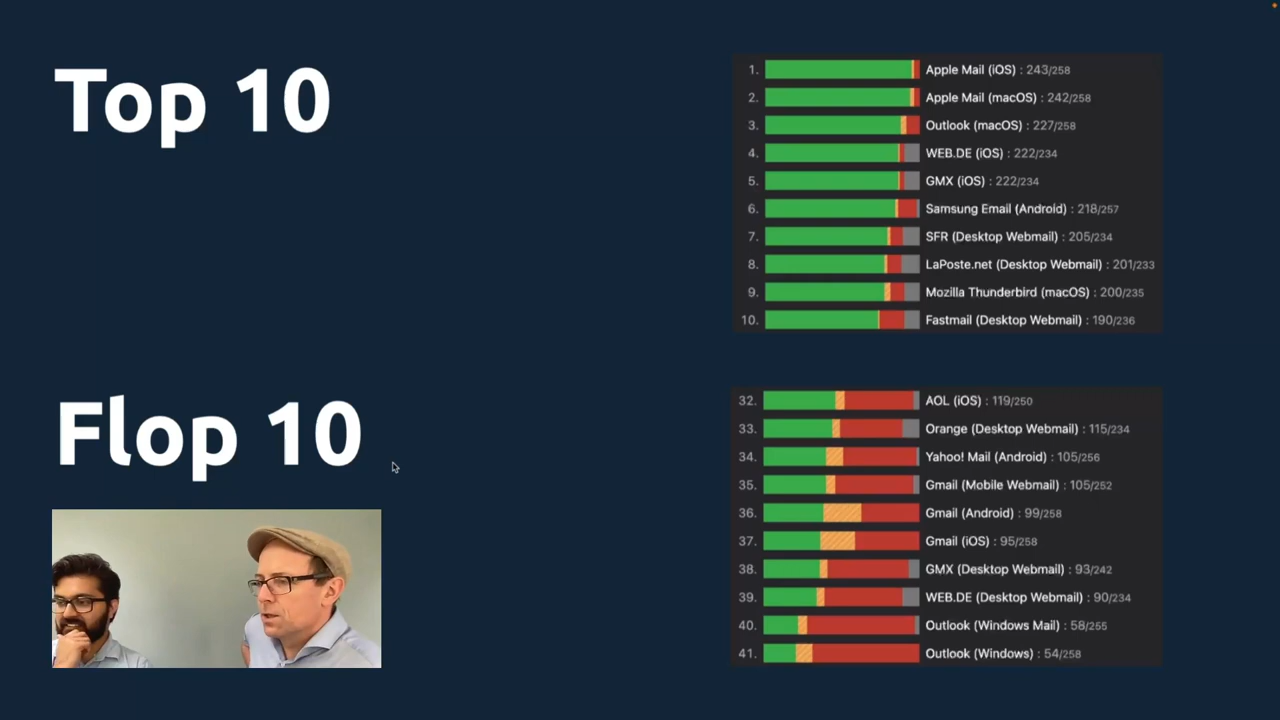 Top 10
1. Apple Mail (iOS) : 243/258
2. Apple Mail (macOS) : 242/258
3. Outlook (macOS) : 227/258
4. WEB.DE (iOS) : 222/234
5. GMX (iOS) : 222/234
6. Samsung Email (Android) : 218/257
7. SFR (Desktop Webmail) : 205/234
8. LaPoste.net (Desktop Webmail) : 201/233
9. Mozilla Thunderbird (macOS) : 200/235
10. Fastmail (Desktop Webmail) : 190/236
Flop 10
32. AOL (iOS) : 119/250
33. Orange (Desktop Webmail) : 115/234
34. Yahoo! Mail (Android) : 105/256
35. Gmail (Mobile Webmail) : 105/252
36. Gmail (Android) : 99/258
37. Gmail (iOS) : 95/258
38. GMX (Desktop Webmail) : 93/242
39. WEB.DE (Desktop Webmail) : 90/234
40. Outlook (Windows Mail) : 58/255
41. Outlook (Windows) : 54/258